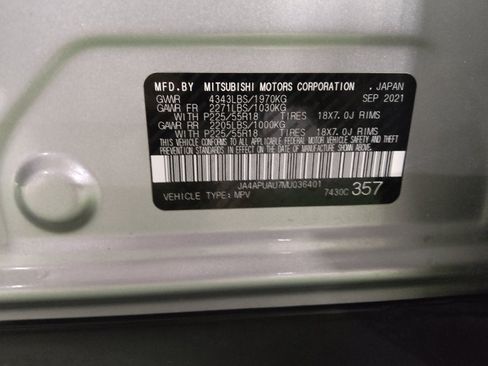 MFD.BY MITSUBISHI MOTORS CORPORATION , JAPAN
GVWR 4343LBS/1970KG SEP 2021
GAWR FR 2271LBS/1030KG
WITH P225/55R18 TIRES 18X7.0J RIMS
GAWR RR 2205LBS/1000KG
WITH P225/55R18 TIRES 18X7.0J RIMS
THIS VEHICLE CONFORMS TO ALL APPLICABLE FEDERAL MOTOR VEHICLE SAFETY AND
THEFT PREVENTION STANDARDS IN EFFECT ON THE DATE OF MANUFACTURE SHOWN ABOVE.
JA4APUAU7MU036401
VEHICLE TYPE:MPV 7430C 357